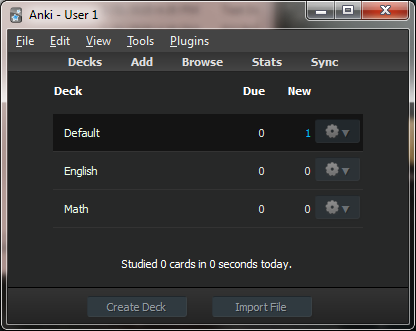 Anki - User 1
File Edit View Tools Plugins
Decks Add Browse Stats Sync
Deck Due New
Default 0 1
English 0 0
Math 0 0
Studied 0 cards in 0 seconds today.
Create Deck Import File